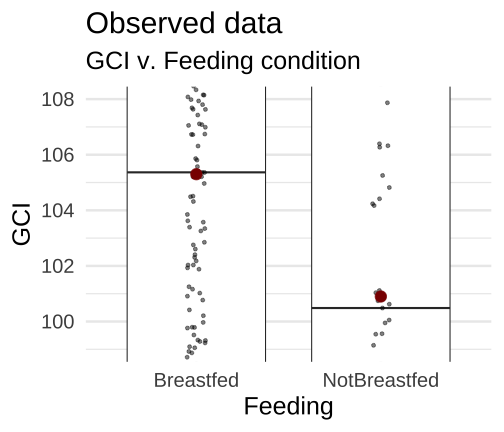 Observed data
GCI v. Feeding condition
108
106
104
102
100
GCI
Breastfed NotBreastfed
Feeding